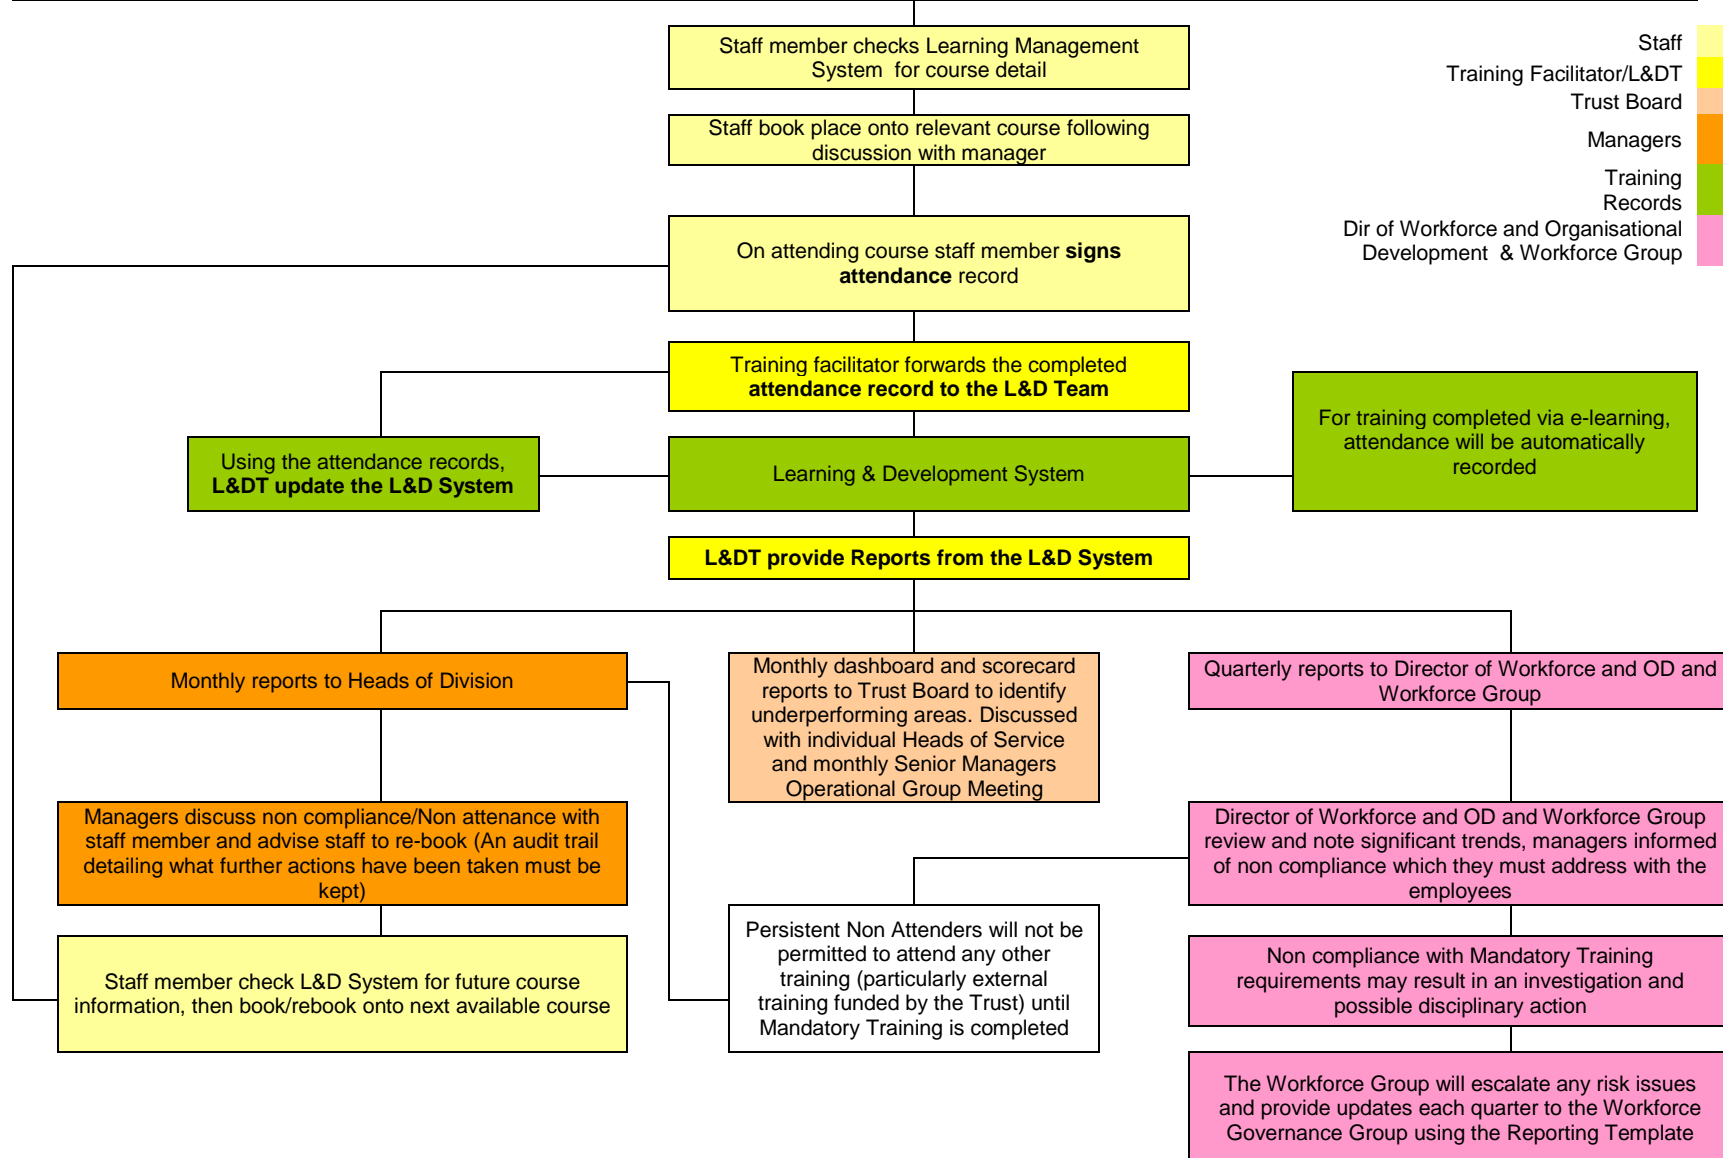 Staff member checks Learning Management
System  for course detail
Staff book place onto relevant course following
discussion with manager
On attending course staff member signs
attendance record
Training facilitator forwards the completed
attendance record to the L&D Team
Using the attendance records,
L&DT update the L&D System
Learning & Development System
For training completed via e-learning,
attendance will be automatically
recorded
L&DT provide Reports from the L&D System
Monthly reports to Heads of Division
Monthly dashboard and scorecard
reports to Trust Board to identify
underperforming areas. Discussed
with individual Heads of Service
and monthly Senior Managers
Operational Group Meeting
Quarterly reports to Director of Workforce and OD and
Workforce Group
Managers discuss non compliance/Non attenance with
staff member and advise staff to re-book (An audit trail
detailing what further actions have been taken must be
kept)
Director of Workforce and OD and Workforce Group
review and note significant trends, managers informed
of non compliance which they must address with the
employees
Staff member check L&D System for future course
information, then book/rebook onto next available course
Persistent Non Attenders will not be
permitted to attend any other
training (particularly external
training funded by the Trust) until
Mandatory Training is completed
Non compliance with Mandatory Training
requirements may result in an investigation and
possible disciplinary action
The Workforce Group will escalate any risk issues
and provide updates each quarter to the Workforce
Governance Group using the Reporting Template
Staff
Training Facilitator/L&DT
Trust Board
Managers
Training
Records
Dir of Workforce and Organisational
Development  & Workforce Group